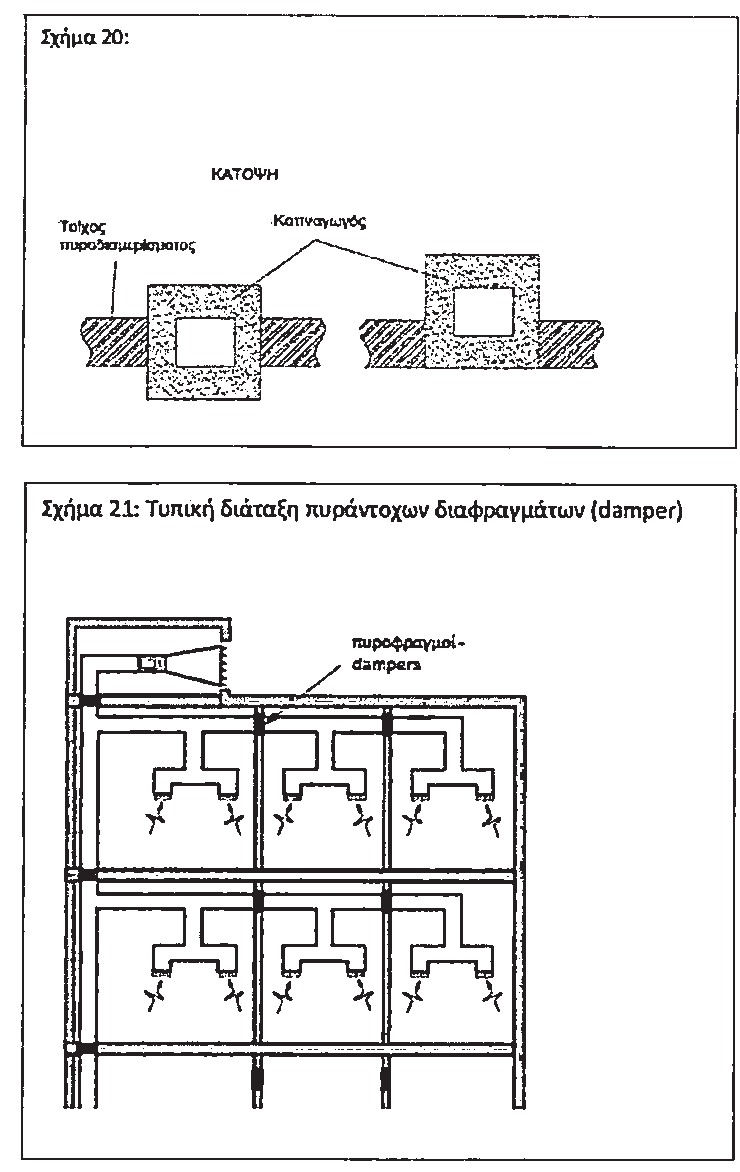 Σχήμα 20:
ΚΑΤΟΨΗ
Τοίχος
πυροδιαμερίσματος
Καπναγωγός
Σχήμα 21: Τυπική διάταξη πυράντοχων διαφραγμάτων (damper)
πυροφραγμοί-
dampers